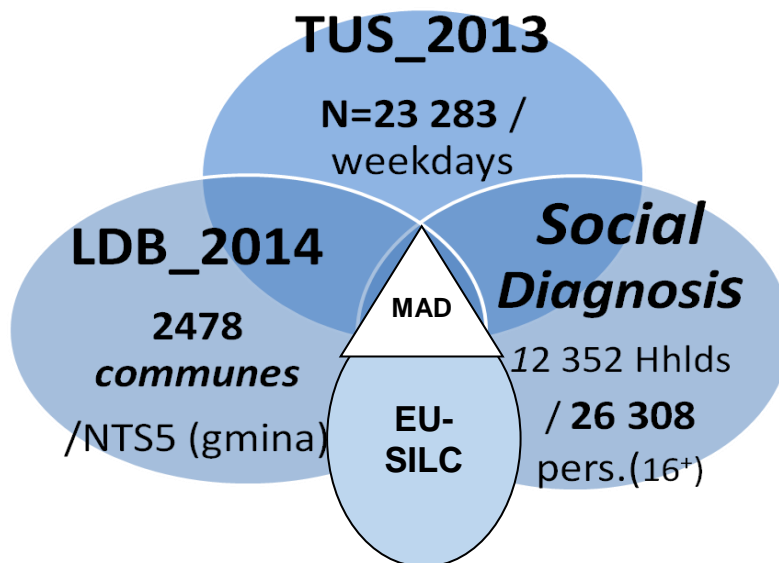 TUS_2013
N=23 283 /
weekdays
LDB_2014
2478
communes
/NTS5 (gmina)
Social
Diagnosis
12 352 Hhlds
/ 26 308
pers.(16⁺)
MAD
EU-
SILC